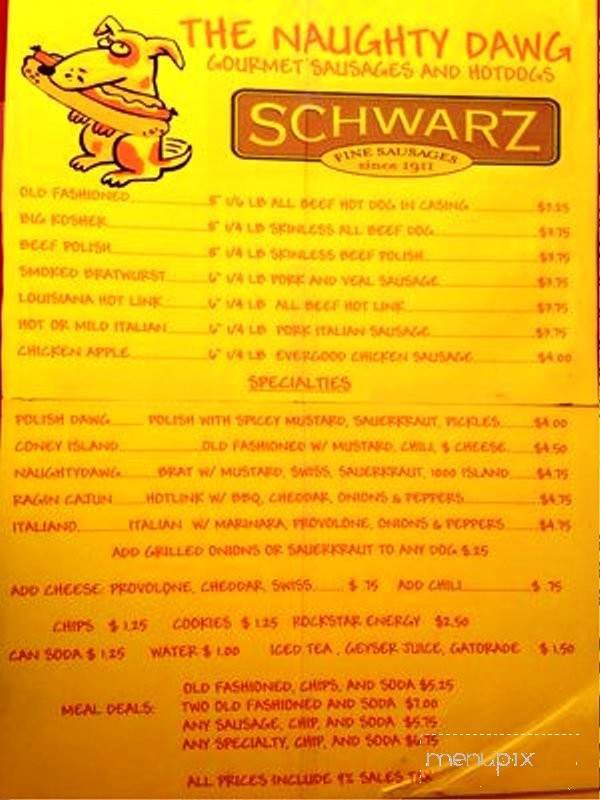 THE NAUGHTY DAWG
GOURMET SAUSAGES AND HOTDOGS
SCHWARZ
FINE SAUSAGES
since 1911
OLD FASHIONED 8" 1/6 LB ALL BEEF HOT DOG IN CASING $3.25
BIG KOSHER 8" 1/4 LB SKINLESS ALL BEEF DOG $3.75
BEEF POLISH 8" 1/4 LB SKINLESS BEEF POLISH $3.75
SMOKED BRATWURST 6" 1/4 LB PORK AND VEAL SAUSAGE $3.75
LOUISIANA HOT LINK 6" 1/4 LB ALL BEEF HOT LINK $3.75
HOT OR MILD ITALIAN 6" 1/4 LB PORK ITALIAN SAUSAGE $3.75
CHICKEN APPLE 6" 1/4 LB EVERGOOD CHICKEN SAUSAGE $4.00
SPECIALTIES
POLISH DAWG POLISH WITH SPICEY MUSTARD, SAUERKRAUT, PICKLES $4.00
CONEY ISLAND OLD FASHIONED W/ MUSTARD, CHILI, & CHEESE $4.50
NAUGHTYDAWG BRAT W/ MUSTARD, SWISS, SAUERKRAUT, 1000 ISLAND $4.75
RAGIN CAJUN HOTLINK W/ BBQ, CHEDDAR, ONIONS & PEPPERS $4.75
ITALIANO ITALIAN W/ MARINARA, PROVOLONE, ONIONS & PEPPERS $4.75
ADD GRILLED ONIONS OR SAUERKRAUT TO ANY DOG $.25
ADD CHEESE: PROVOLONE, CHEDDAR, SWISS $ .75 ADD CHILI $ .75
CHIPS $ 1.25 COOKIES $ 1.25 ROCKSTAR ENERGY $2.50
CAN SODA $ 1.25 WATER $ 1.00 ICED TEA, GEYSER JUICE, GATORADE $ 1.50
OLD FASHIONED, CHIPS, AND SODA $5.25
MEAL DEALS: TWO OLD FASHIONED AND SODA $7.00
ANY SAUSAGE, CHIP, AND SODA $5.75
ANY SPECIALTY, CHIP, AND SODA $6.75
menupix
ALL PRICES INCLUDE 9% SALES TAX